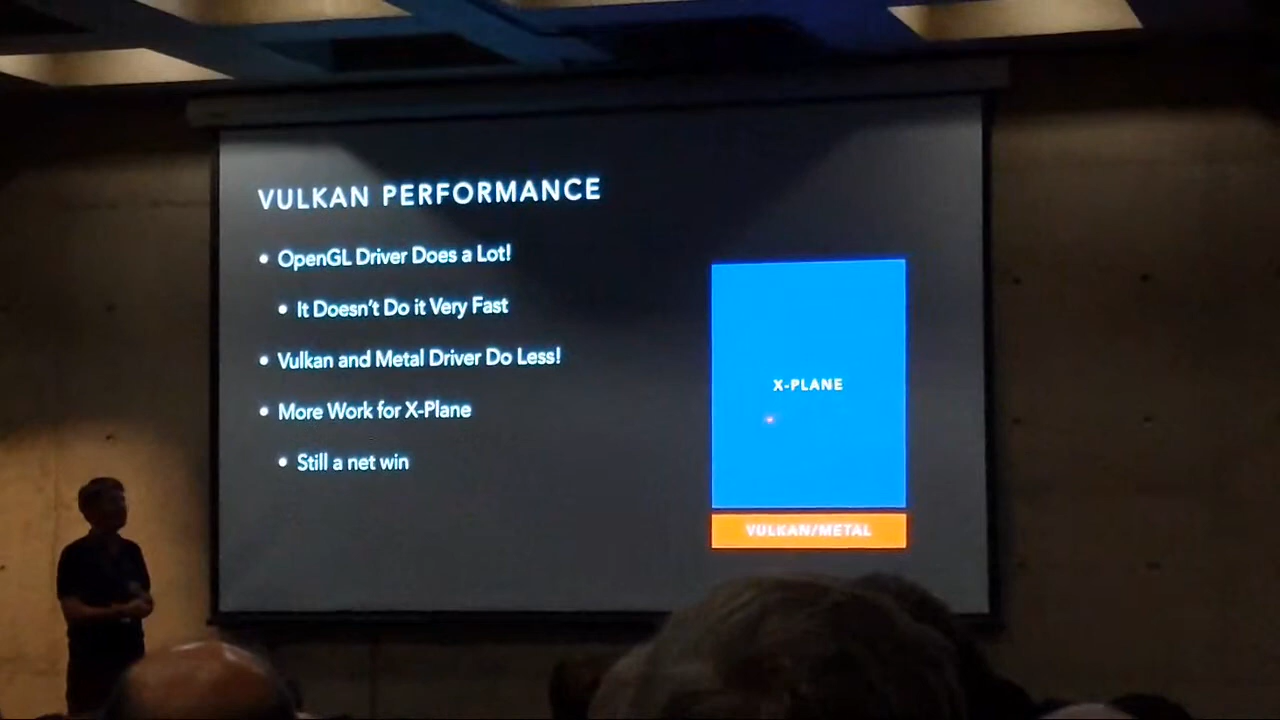 VULKAN PERFORMANCE
• OpenGL Driver Does a Lot!
• It Doesn't Do it Very Fast
• Vulkan and Metal Driver Do Less!
• More Work for X-Plane
• Still a net win
X-PLANE
VULKAN/METAL